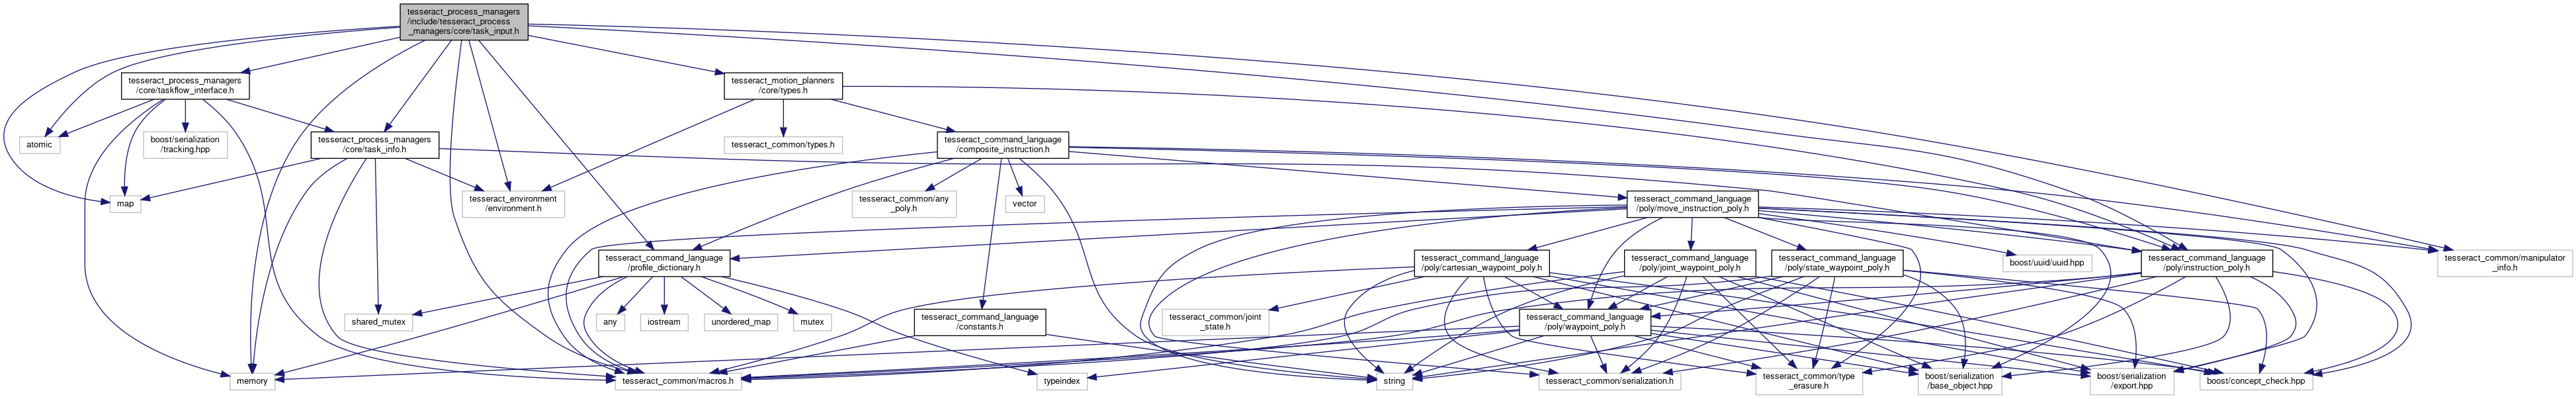 tesseract_process_managers
/include/tesseract_process
_managers/core/task_input.h
tesseract_process_managers
/core/taskflow_interface.h
tesseract_motion_planners
/core/types.h
atomic
boost/serialization
/tracking.hpp
tesseract_process_managers
/core/task_info.h
tesseract_common/types.h
tesseract_command_language
/composite_instruction.h
map
tesseract_environment
/environment.h
tesseract_common/any
_poly.h
vector
tesseract_command_language
/poly/move_instruction_poly.h
tesseract_command_language
/profile_dictionary.h
tesseract_command_language
/poly/cartesian_waypoint_poly.h
tesseract_command_language
/poly/joint_waypoint_poly.h
tesseract_command_language
/poly/state_waypoint_poly.h
boost/uuid/uuid.hpp
tesseract_command_language
/poly/instruction_poly.h
tesseract_common/manipulator
_info.h
shared_mutex
any
iostream
unordered_map
mutex
tesseract_command_language
/constants.h
tesseract_common/joint
_state.h
tesseract_command_language
/poly/waypoint_poly.h
memory
tesseract_common/macros.h
typeindex
string
tesseract_common/serialization.h
tesseract_common/type
_erasure.h
boost/serialization
/base_object.hpp
boost/serialization
/export.hpp
boost/concept_check.hpp